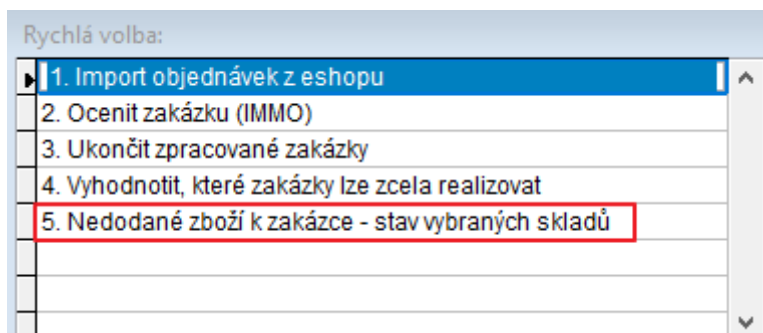 Rychlá volba:
1. Import objednávek z eshopu
2. Ocenit zakázku (IMMO)
3. Ukončit zpracované zakázky
4. Vyhodnotit, které zakázky lze zcela realizovat
5. Nedodané zboží k zakázce - stav vybraných skladů